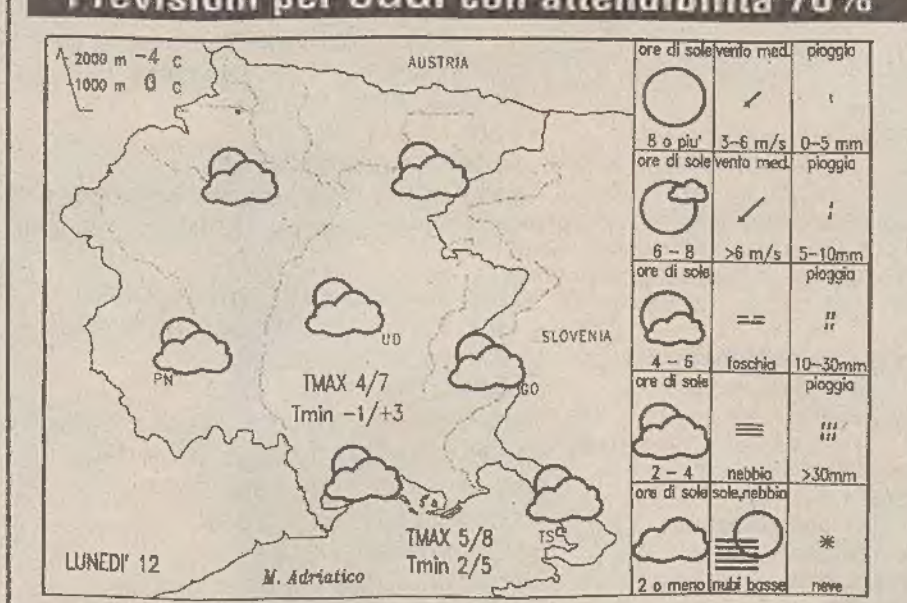 Previsioni per OGGI con attendibilità 70%
2000 m -4 C
1000 m 0 C
AUSTRIA
UD
SLOVENIA
PN
GO
TMAX 4/7
Tmin -1/+3
TS
TMAX 5/8
Tmin 2/5
LUNEDI' 12
M. Adriatico
ore di sole vento med. pioggia
8 o piu' 3-6 m/s 0-5 mm
ore di sole vento med. pioggia
6 - 8 >6 m/s 5-10mm
ore di sole pioggia
4 - 6 foschia 10-30mm
ore di sole pioggia
2 - 4 nebbia >30mm
ore di sole sole,nebbia
2 o meno nubi basse neve